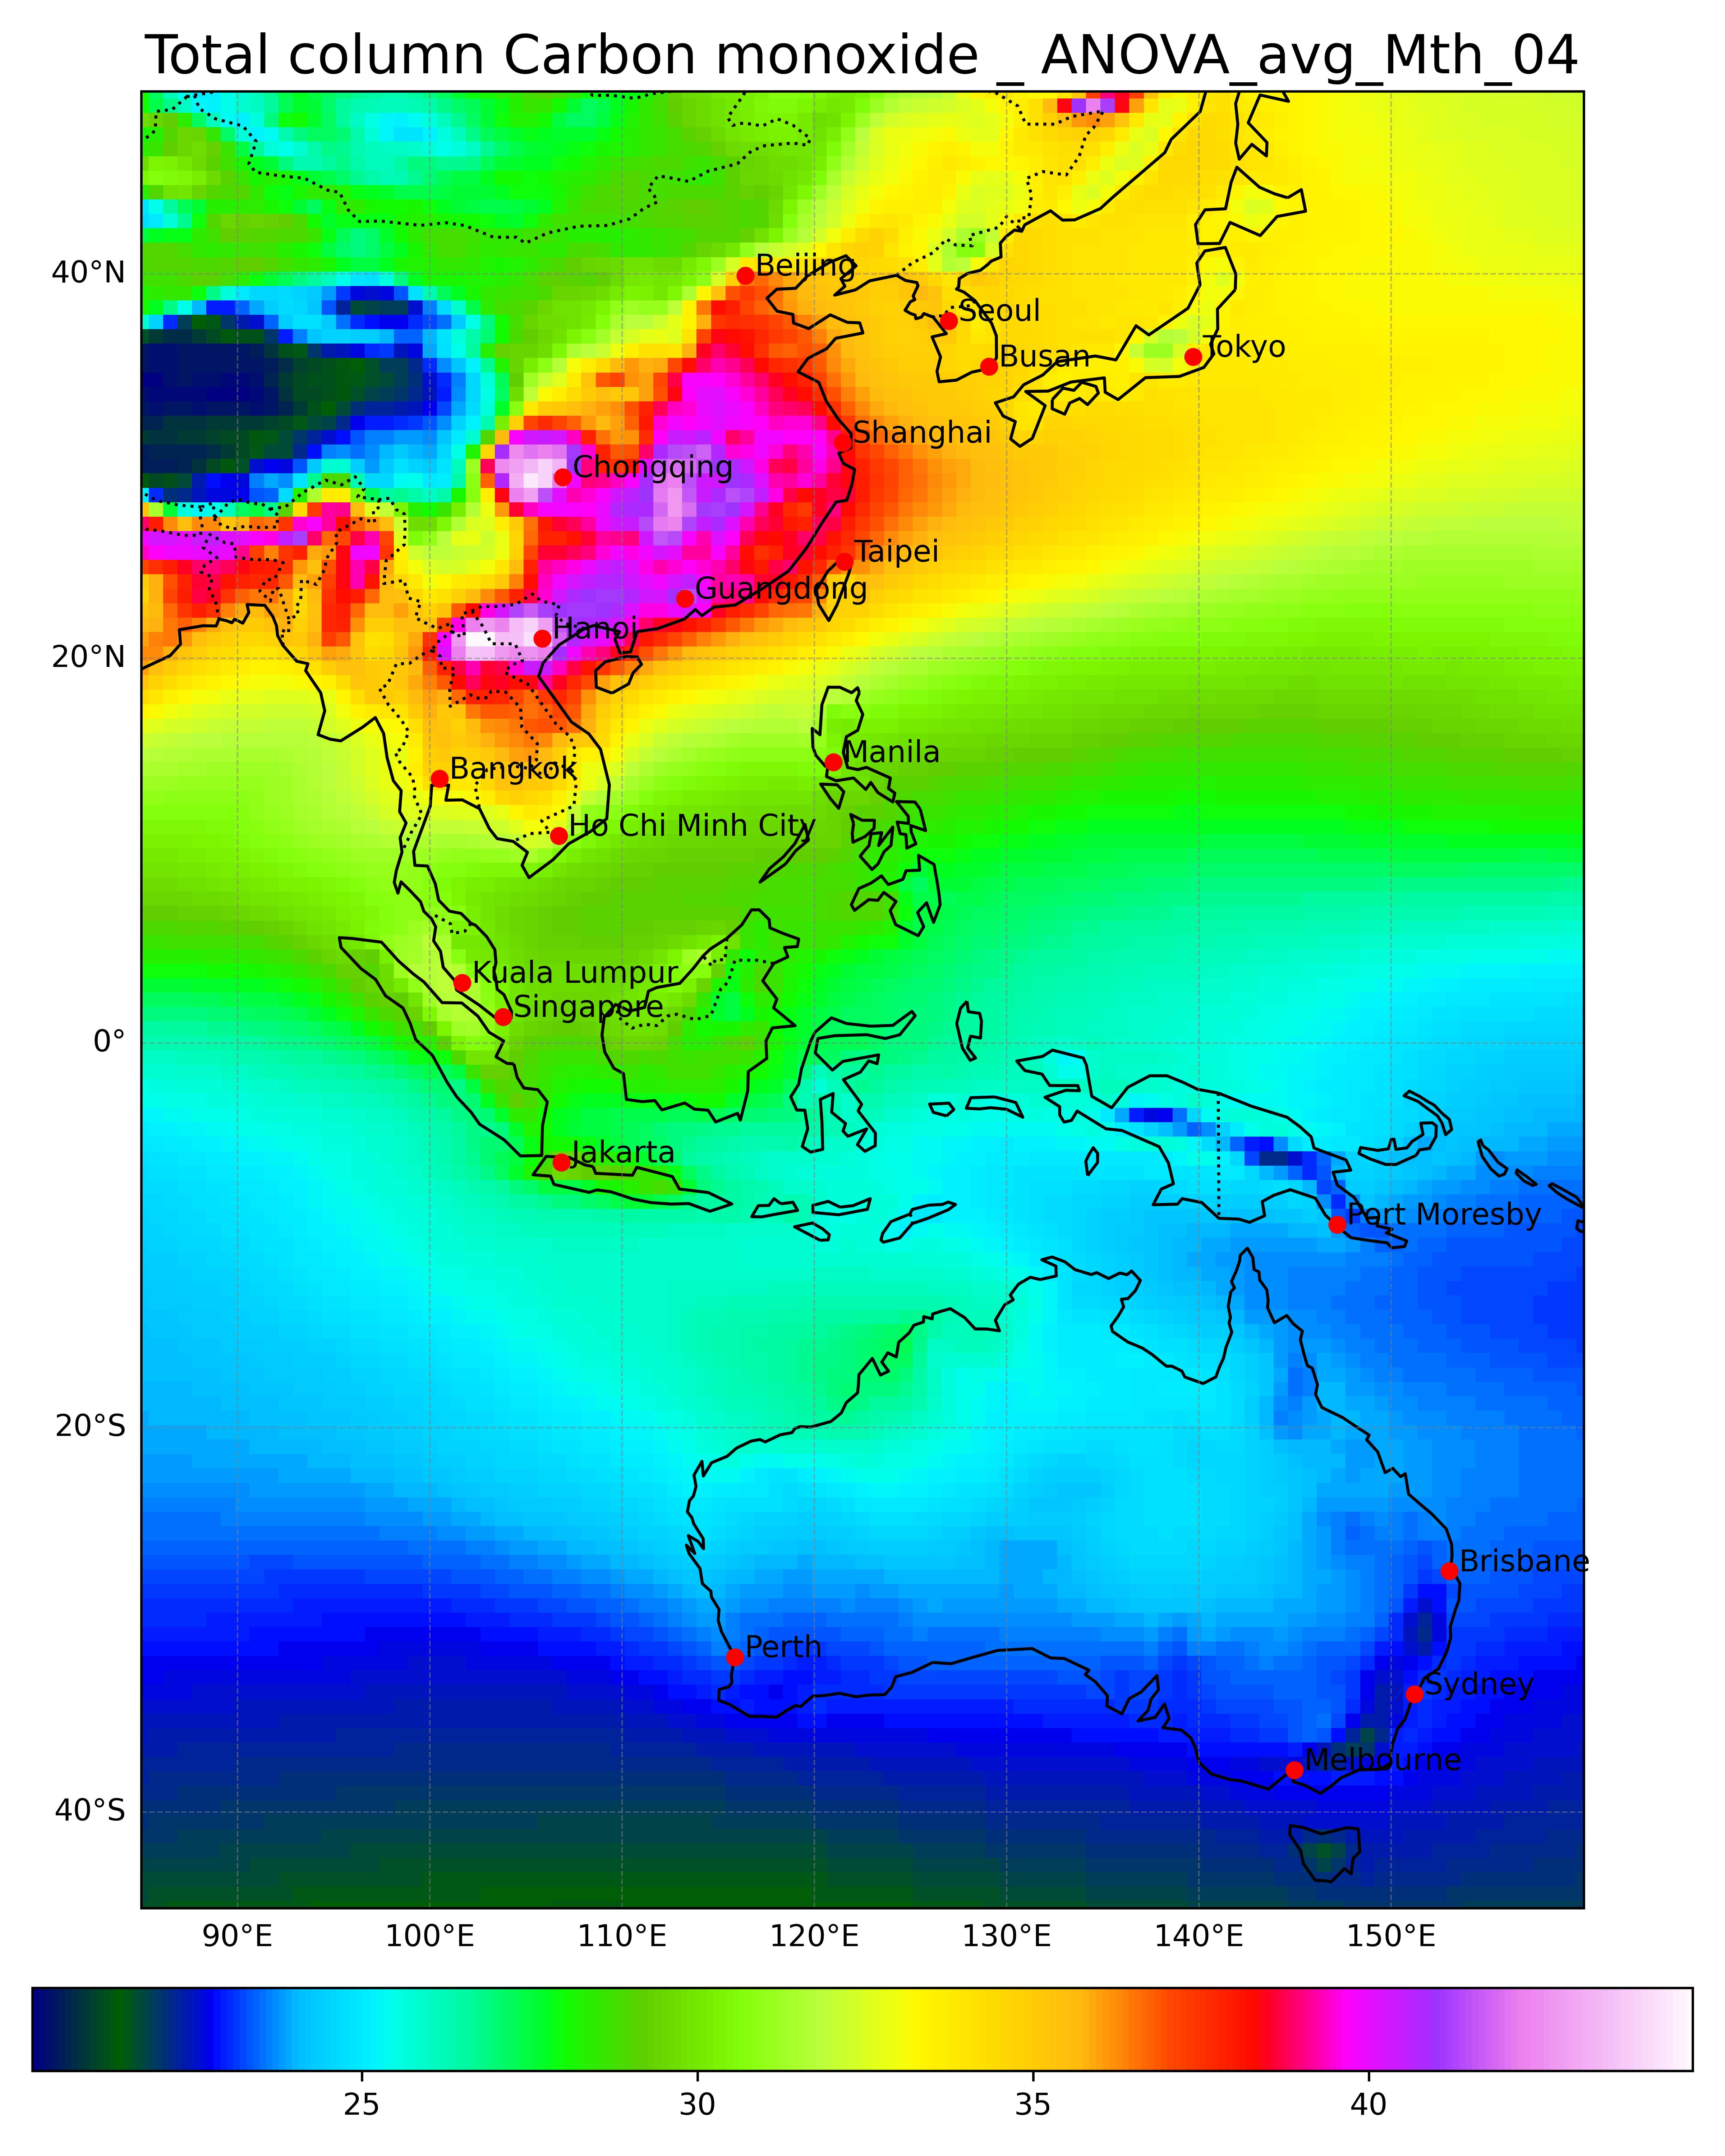 Total column Carbon monoxide _ ANOVA_avg_Mth_04
40°N
20°N
0°
20°S
40°S
Beijing
Seoul
Busan
Tokyo
Shanghai
Chongqing
Taipei
Guangdong
Hanoi
Manila
Bangkok
Ho Chi Minh City
Kuala Lumpur
Singapore
Jakarta
Port Moresby
Brisbane
Perth
Sydney
Melbourne
90°E 100°E 110°E 120°E 130°E 140°E 150°E
25 30 35 40